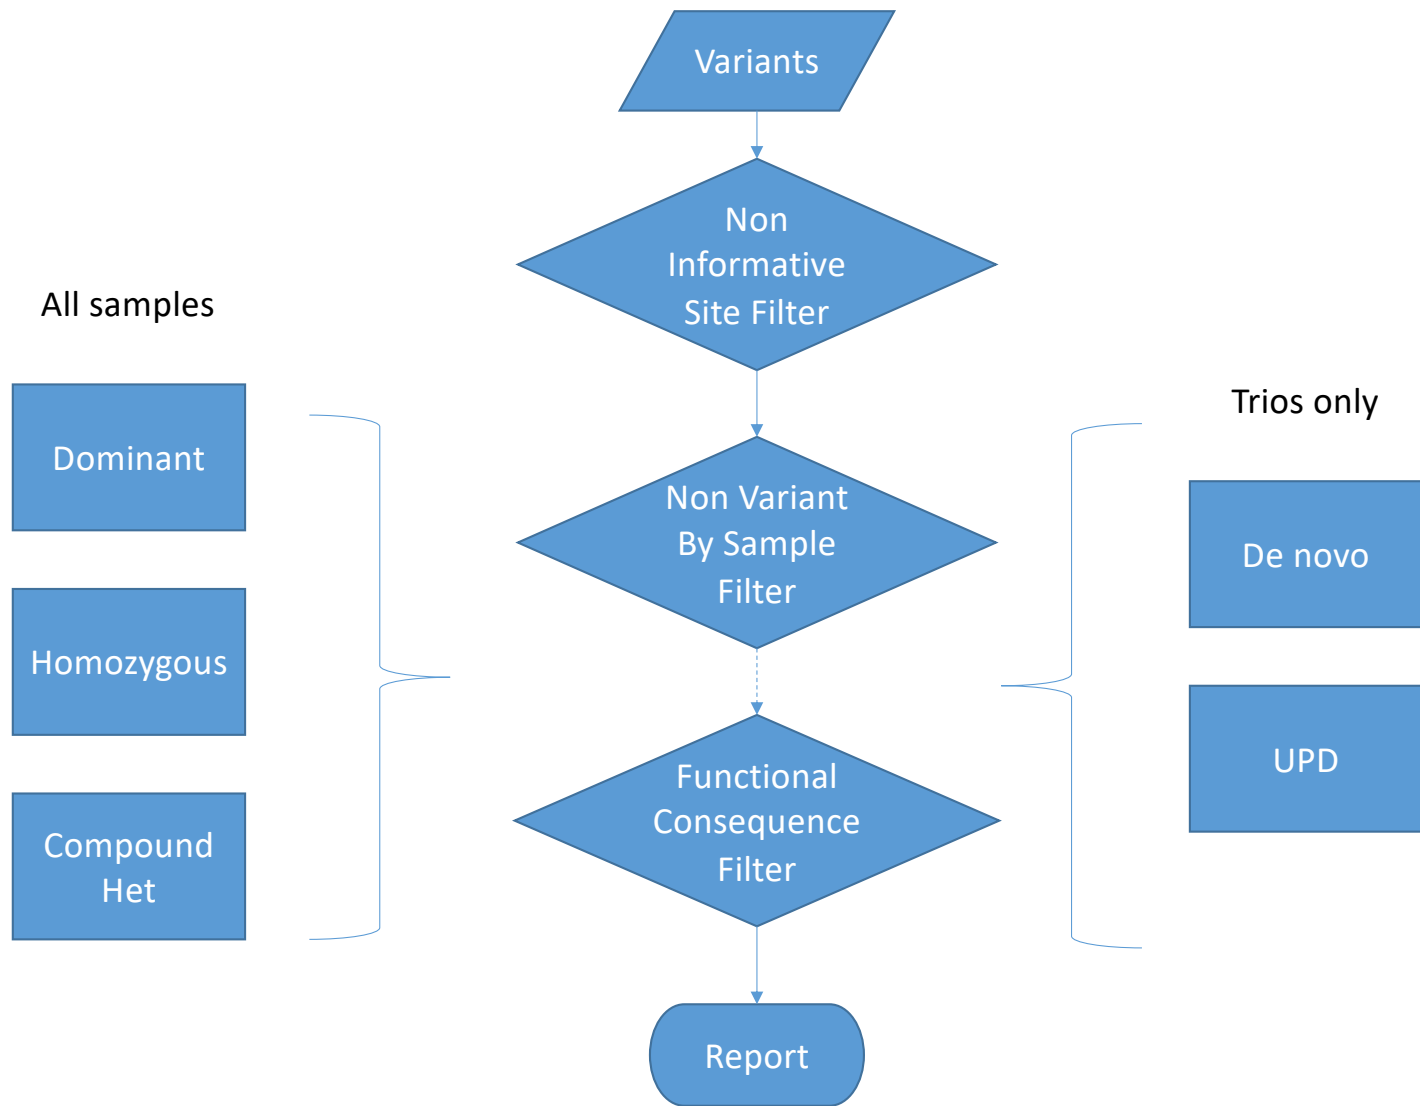 Variants
Non
Informative
Site Filter
All samples
Dominant
Homozygous
Compound
Het
Non Variant
By Sample
Filter
Trios only
De novo
UPD
Functional
Consequence
Filter
Report